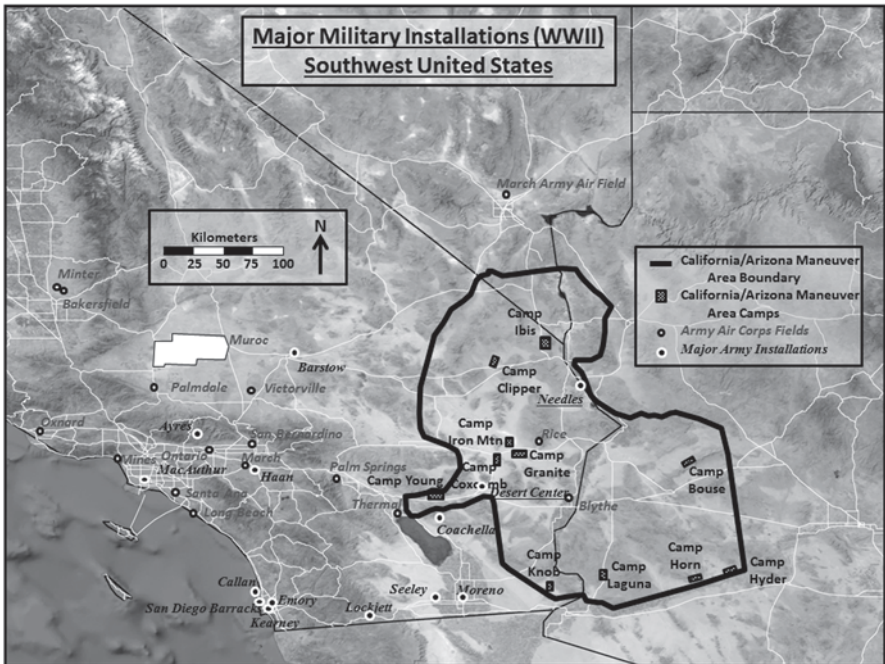 Major Military Installations (WWII)
Southwest United States
March Army Air Field
Kilometers
0 25 50 75 100
N
California/Arizona Maneuver
Area Boundary
California/Arizona Maneuver
Area Camps
Army Air Corps Fields
Major Army Installations
Minter
Bakersfield
Muroc
Barstow
Camp
Ibis
Camp
Clipper
Needles
Palmdale
Victorville
Oxnard
Ayres
San Bernardino
Ontario
March
Mines
MacAuthur
Haan
Palm Springs
Santa Ana
Long Beach
Camp
Iron Mtn
Rice
Camp
Granite
Camp Young
Camp
Coxcomb
Desert Center
Thermal
Coachella
Blythe
Camp
Bouse
Camp
Knob
Camp
Laguna
Camp
Horn
Camp
Hyder
Callan
San Diego Barracks
Emory
Kearney
Lockiett
Seeley
Moreno